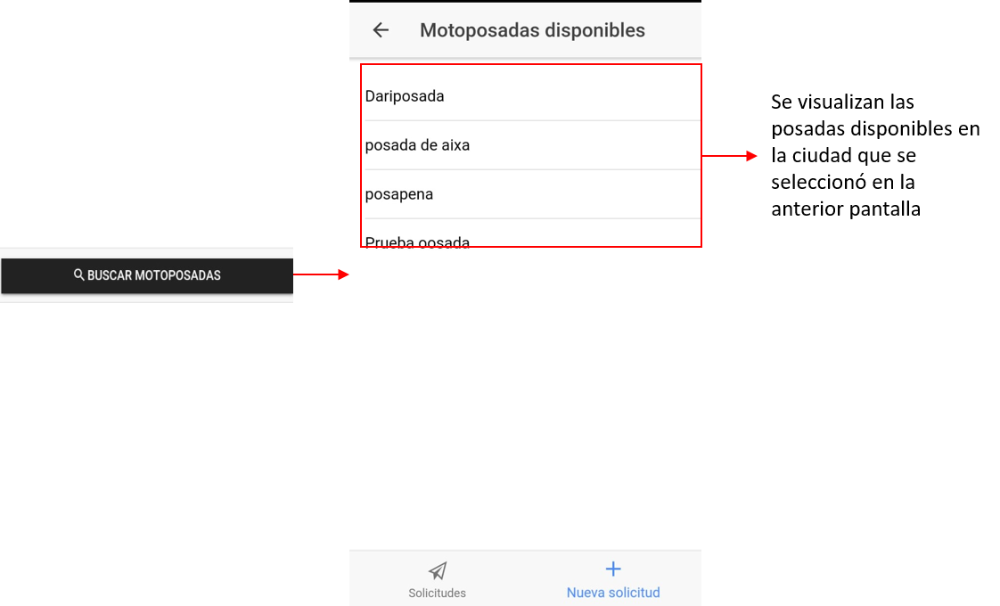 Motoposadas disponibles
Dariposada
posada de aixa
posapena
Prueba oosada
BUSCAR MOTOPOSADAS
Se visualizan las
posadas disponibles en
la ciudad que se
seleccionó en la
anterior pantalla
Solicitudes
Nueva solicitud